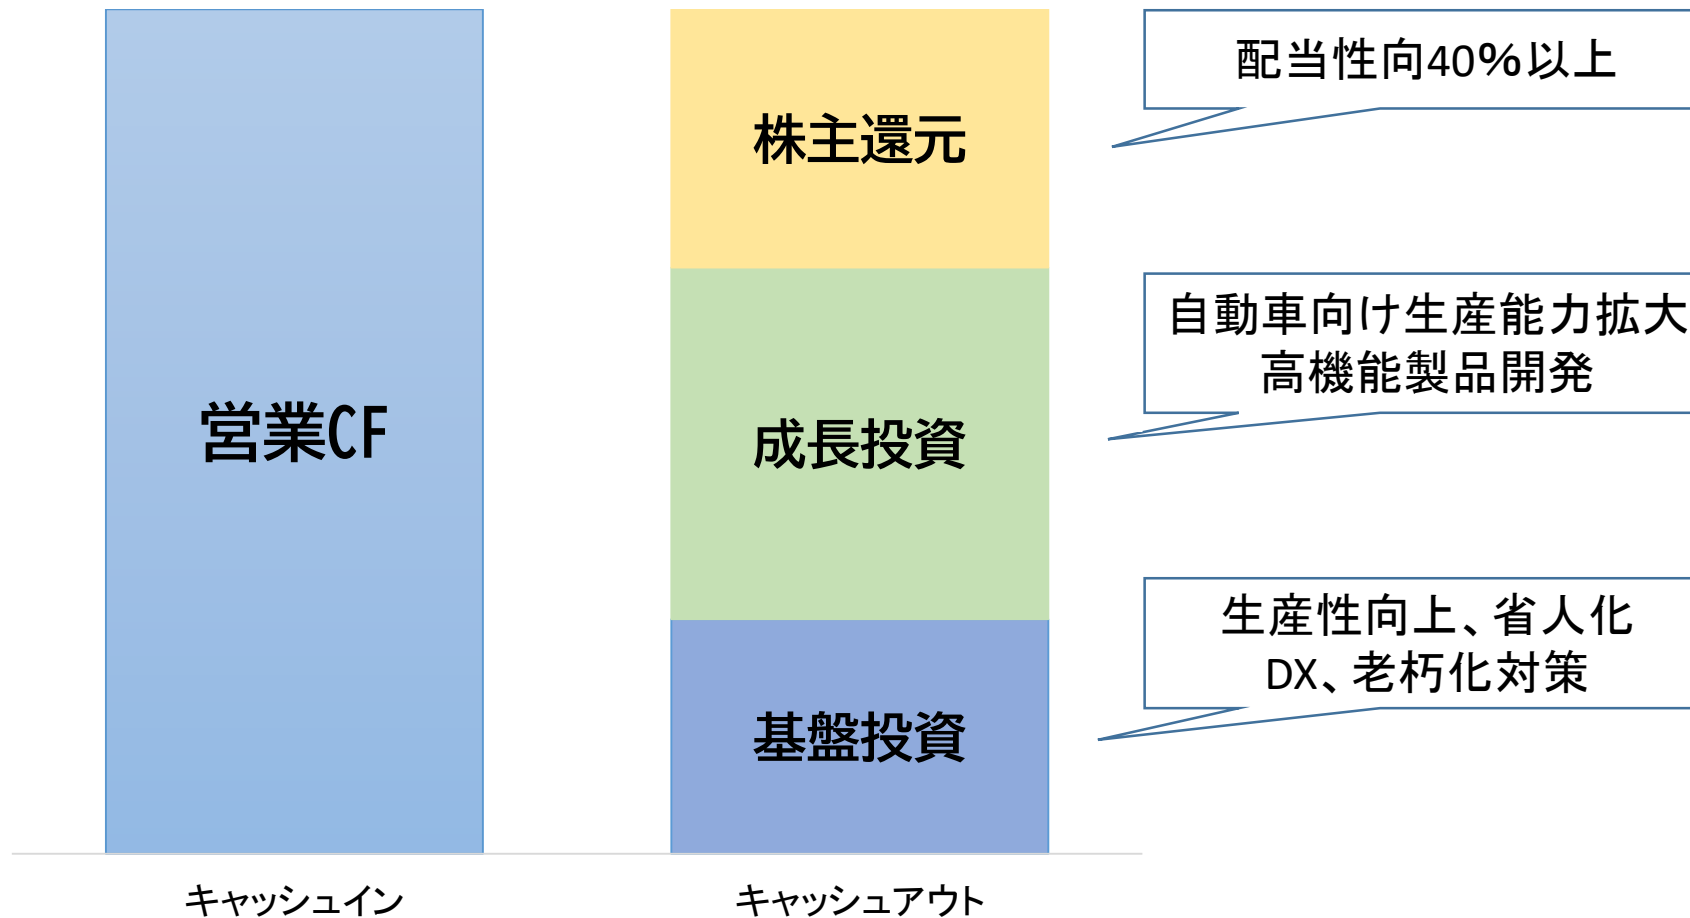 営業CF
キャッシュイン
株主還元
成長投資
基盤投資
キャッシュアウト
配当性向40%以上
自動車向け生産能力拡大
高機能製品開発
生産性向上、省人化
DX、老朽化対策